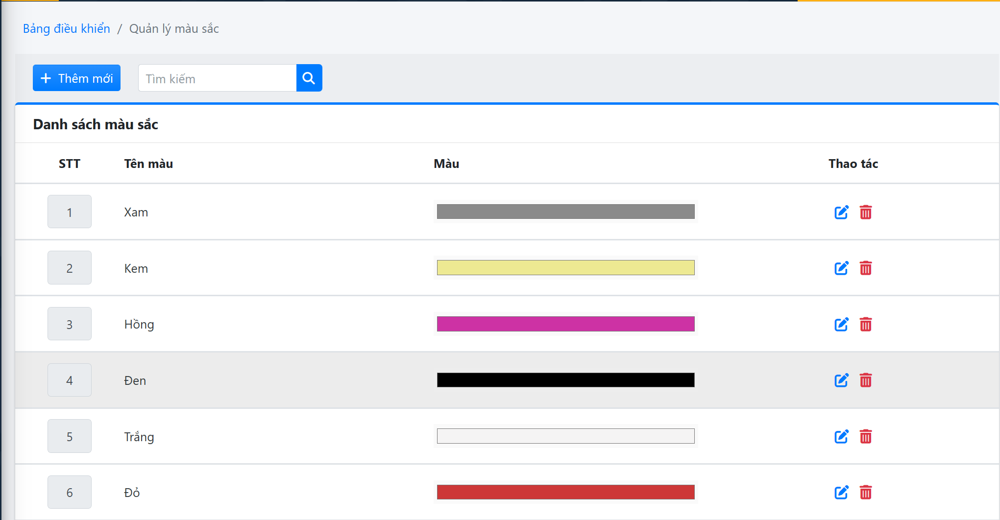 Bảng điều khiển / Quản lý màu sắc
Thêm mới Tìm kiếm
Danh sách màu sắc
STT Tên màu Màu Thao tác
1 Xam
2 Kem
3 Hồng
4 Đen
5 Trắng
6 Đỏ